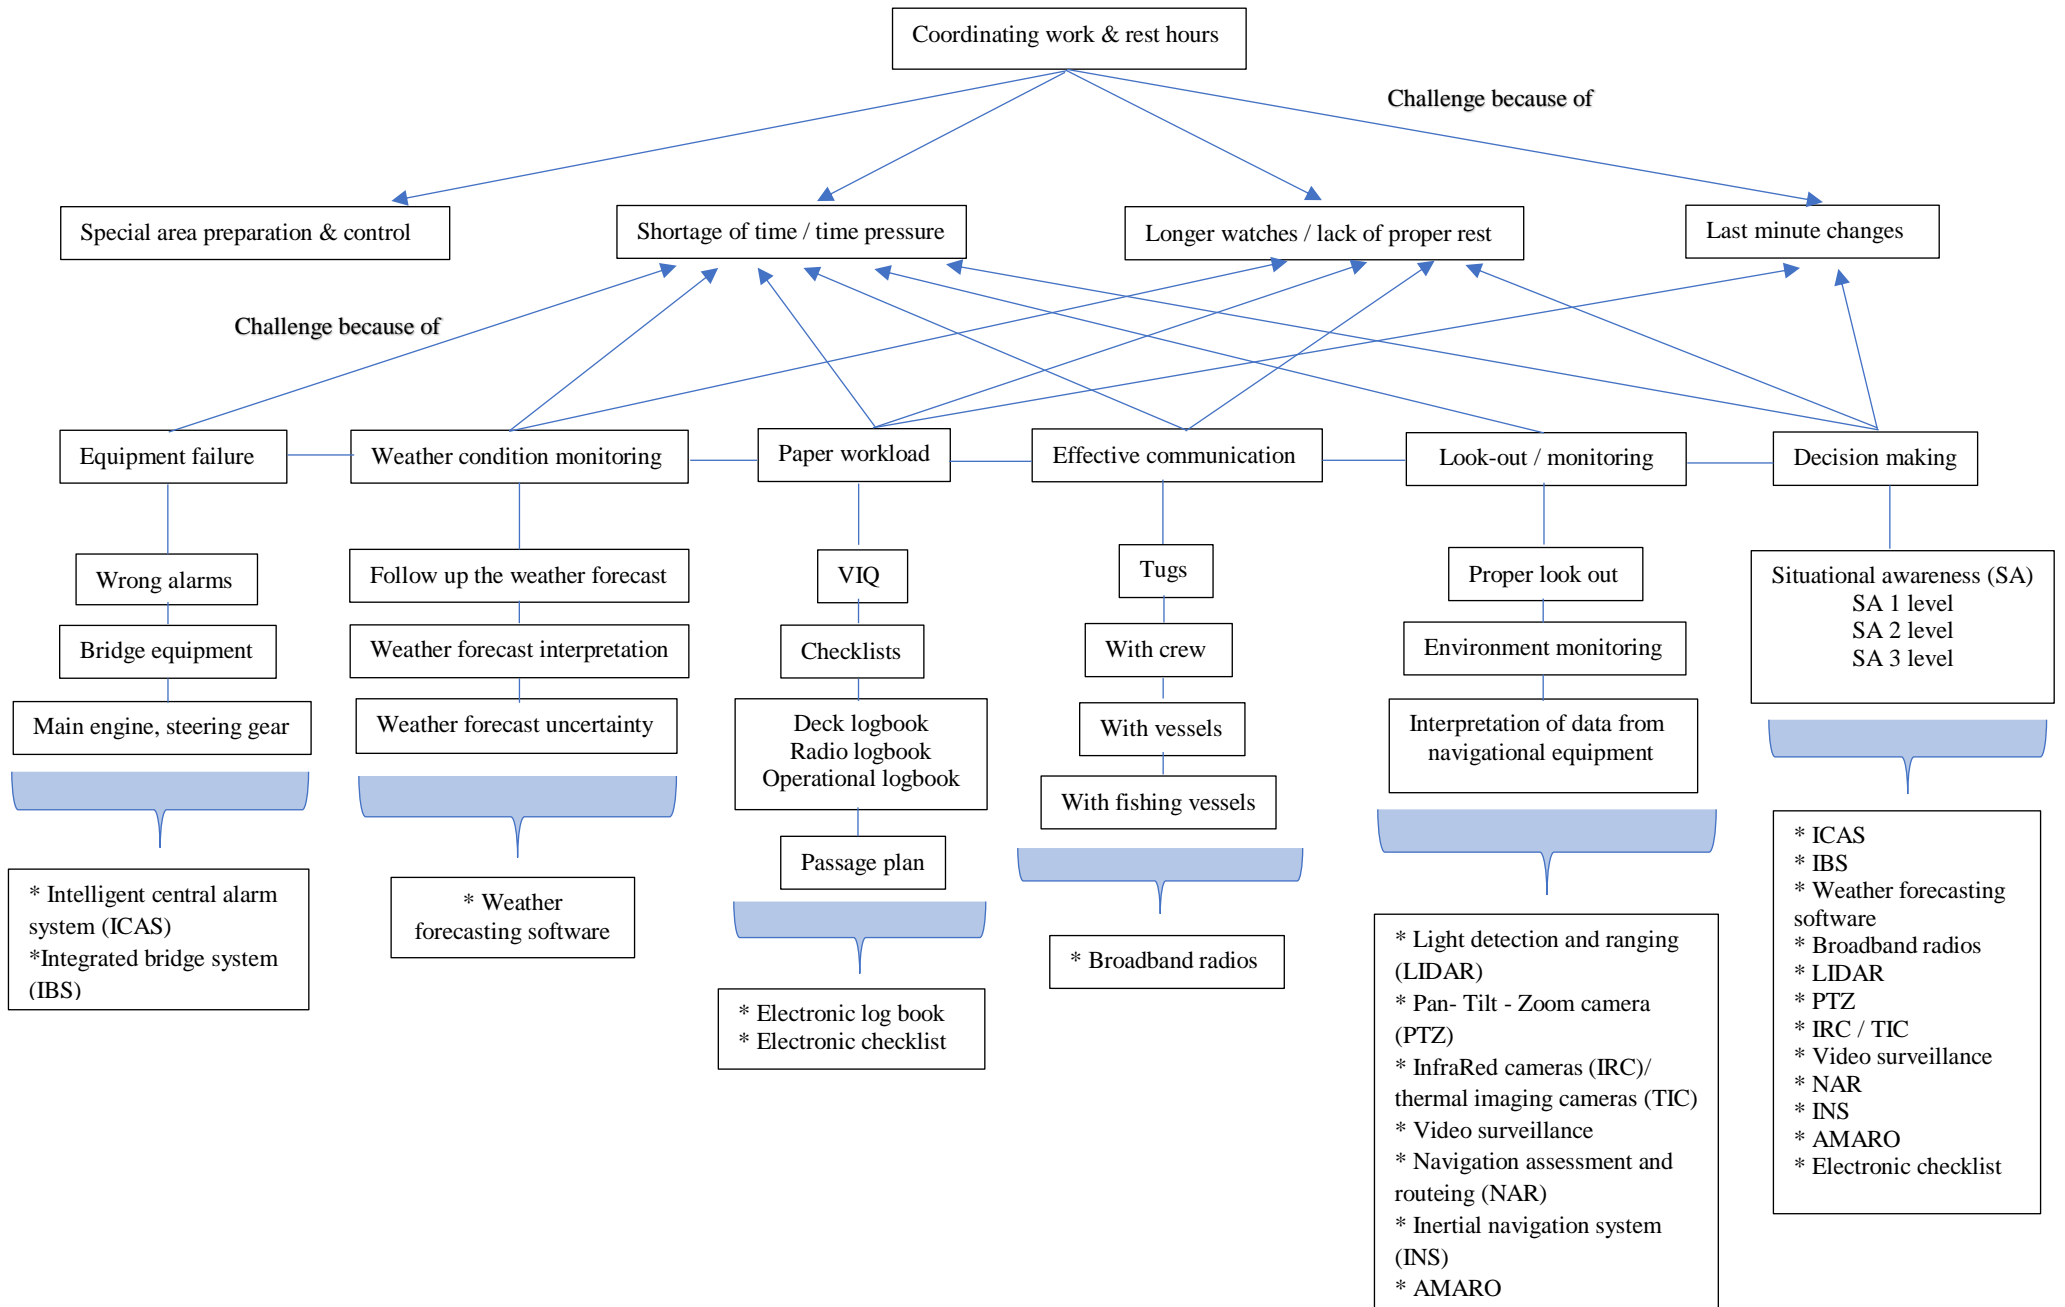 Coordinating work & rest hours
Challenge because of
Special area preparation & control
Shortage of time / time pressure
Longer watches / lack of proper rest
Last minute changes
Challenge because of
Equipment failure
Weather condition monitoring
Paper workload
Effective communication
Look-out / monitoring
Decision making
Wrong alarms
Bridge equipment
Main engine, steering gear
* Intelligent central alarm
system (ICAS)
*Integrated bridge system
(IBS)
Follow up the weather forecast
Weather forecast interpretation
Weather forecast uncertainty
* Weather
forecasting software
VIQ
Checklists
Deck logbook
Radio logbook
Operational logbook
Passage plan
* Electronic log book
* Electronic checklist
Tugs
With crew
With vessels
With fishing vessels
* Broadband radios
Proper look out
Environment monitoring
Interpretation of data from
navigational equipment
* Light detection and ranging
(LIDAR)
* Pan- Tilt - Zoom camera
(PTZ)
* InfraRed cameras (IRC)/
thermal imaging cameras (TIC)
* Video surveillance
* Navigation assessment and
routeing (NAR)
* Inertial navigation system
(INS)
* AMARO
Situational awareness (SA)
SA 1 level
SA 2 level
SA 3 level
* ICAS
* IBS
* Weather forecasting
software
* Broadband radios
* LIDAR
* PTZ
* IRC / TIC
* Video surveillance
* NAR
* INS
* AMARO
* Electronic checklist